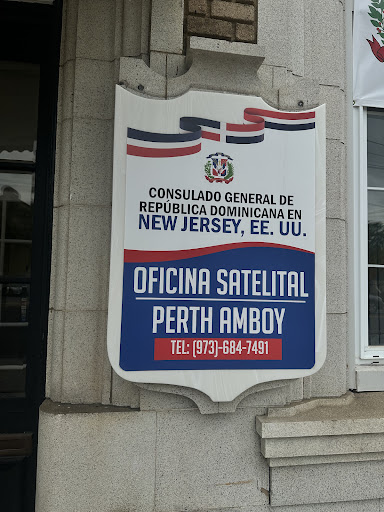 CONSULADO GENERAL DE
REPÚBLICA DOMINICANA EN
NEW JERSEY, EE. UU.
OFICINA SATELITAL
PERTH AMBOY
TEL: (973)-684-7491